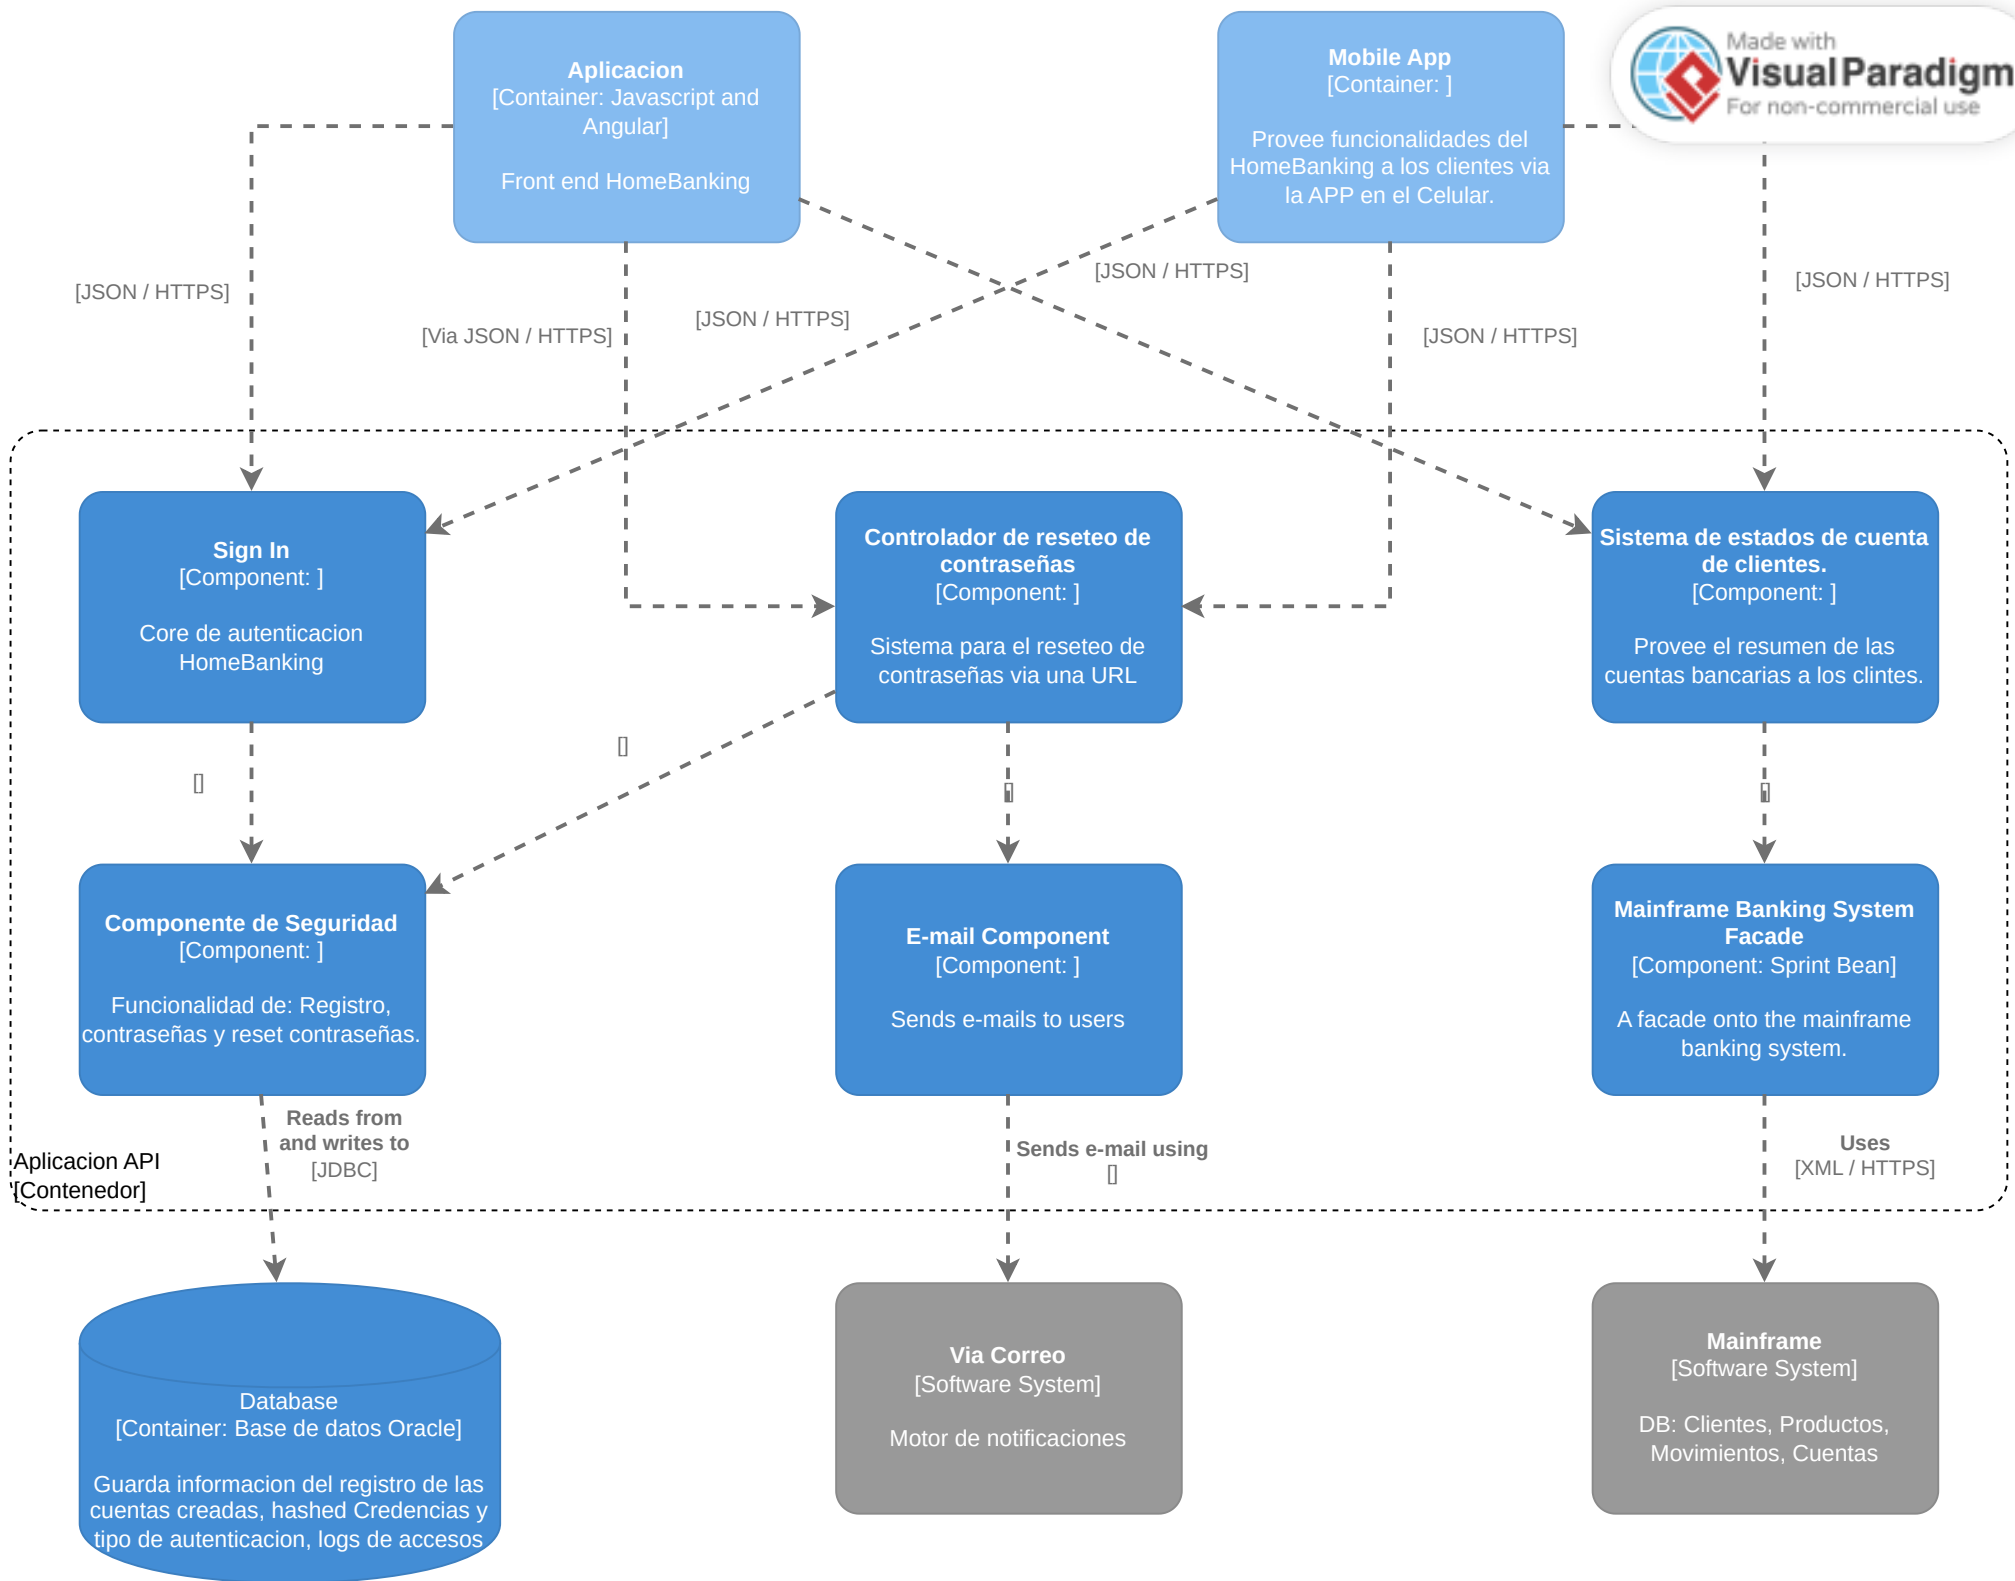 Aplicacion
[Container: Javascript and
Angular]
Front end HomeBanking
Mobile App
[Container: ]
Provee funcionalidades del
HomeBanking a los clientes via
la APP en el Celular.
Made with
Visual Paradigm
For non-commercial use
[JSON / HTTPS]
[Via JSON / HTTPS]
[JSON / HTTPS]
[JSON / HTTPS]
[JSON / HTTPS]
[JSON / HTTPS]
Sign In
[Component: ]
Core de autenticacion
HomeBanking
Controlador de reseteo de
contraseñas
[Component: ]
Sistema para el reseteo de
contraseñas via una URL
Sistema de estados de cuenta
de clientes.
[Component: ]
Provee el resumen de las
cuentas bancarias a los clintes.
[]
[]
[]
[]
Componente de Seguridad
[Component: ]
Funcionalidad de: Registro,
contraseñas y reset contraseñas.
E-mail Component
[Component: ]
Sends e-mails to users
Mainframe Banking System
Facade
[Component: Sprint Bean]
A facade onto the mainframe
banking system.
Reads from
and writes to
[JDBC]
Sends e-mail using
[]
Uses
[XML / HTTPS]
Aplicacion API
[Contenedor]
Database
[Container: Base de datos Oracle]
Guarda informacion del registro de las
cuentas creadas, hashed Credencias y
tipo de autenticacion, logs de accesos
Via Correo
[Software System]
Motor de notificaciones
Mainframe
[Software System]
DB: Clientes, Productos,
Movimientos, Cuentas